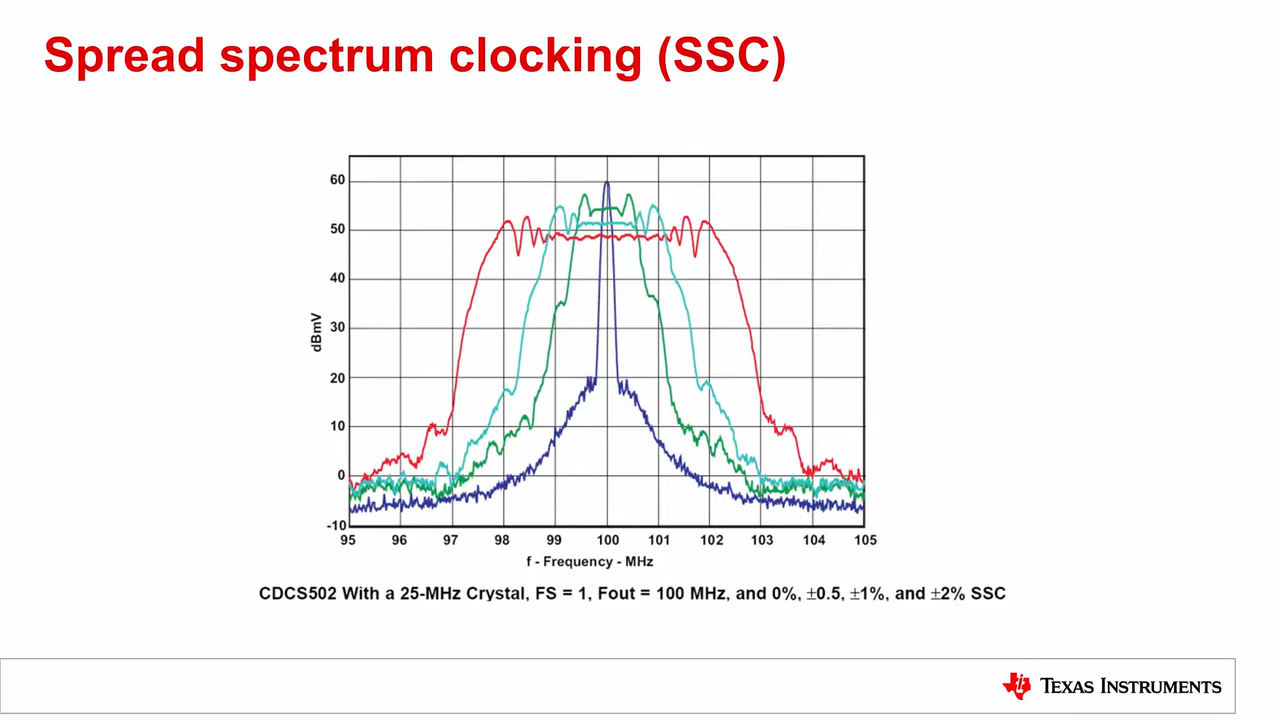 Spread spectrum clocking (SSC)
60
50
40
30
20
10
0
-10
dBmV
95 96 97 98 99 100 101 102 103 104 105
f - Frequency - MHz
CDCS502 With a 25-MHz Crystal, FS = 1, Fout = 100 MHz, and 0%, ±0.5, ±1%, and ±2% SSC
TEXAS INSTRUMENTS